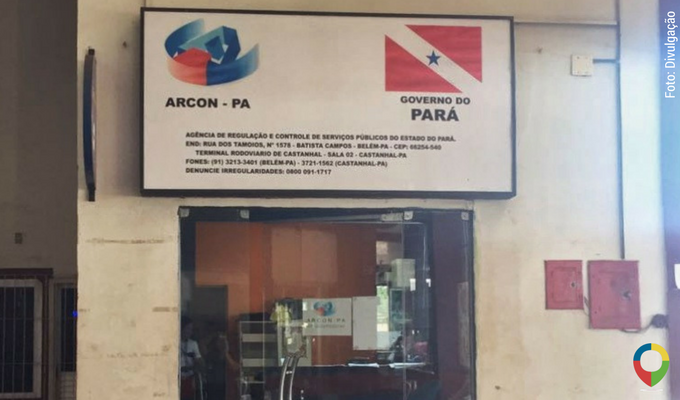 ARCON - PA
GOVERNO DO
PARÁ
AGÊNCIA DE REGULAÇÃO E CONTROLE DE SERVIÇOS PÚBLICOS DO ESTADO DO PARÁ.
END: RUA DOS TAMOIOS, Nº 1578 - BATISTA CAMPOS - BELÉM-PA - CEP: 66254-540
TERMINAL RODOVIARIO DE CASTANHAL - SALA 02 - CASTANHAL-PA
FONES: (91) 3213-3401 (BELÉM-PA) - 3721-1562 (CASTANHAL-PA)
DENUNCIE IRREGULARIDADES: 0800 091-1717
ARCON - PA
Foto: Divulgação